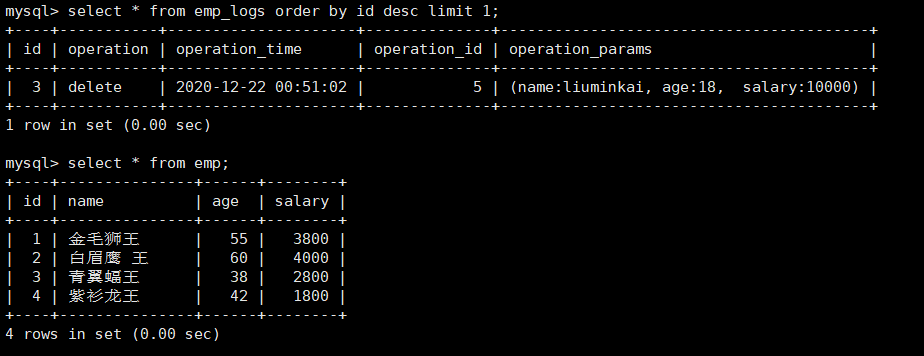 mysql> select * from emp_logs order by id desc limit 1;
+----+-----------+---------------------+--------------+------------------------------------------+
| id | operation | operation_time      | operation_id | operation_params                         |
+----+-----------+---------------------+--------------+------------------------------------------+
|  3 | delete    | 2020-12-22 00:51:02 |            5 | (name:liuminkai, age:18,  salary:10000) |
+----+-----------+---------------------+--------------+------------------------------------------+
1 row in set (0.00 sec)

mysql> select * from emp;
+----+---------------+------+--------+
| id | name          | age  | salary |
+----+---------------+------+--------+
|  1 | 金毛狮王      |   55 |   3800 |
|  2 | 白眉鹰 王     |   60 |   4000 |
|  3 | 青翼蝠王      |   38 |   2800 |
|  4 | 紫衫龙王      |   42 |   1800 |
+----+---------------+------+--------+
4 rows in set (0.00 sec)